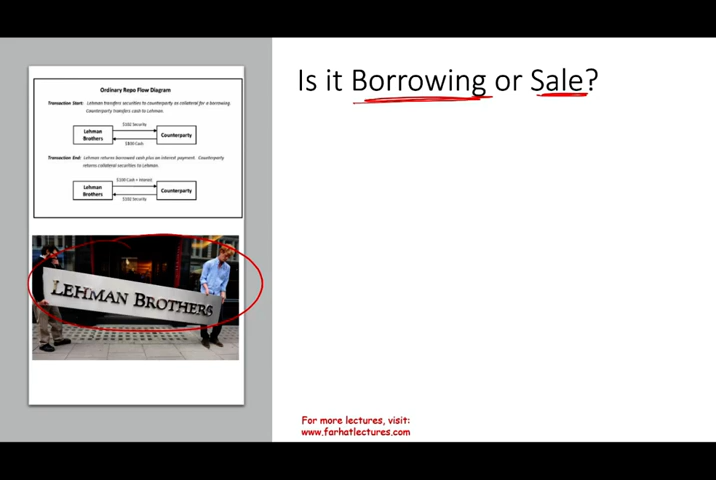 Is it Borrowing or Sale?
Ordinary Repo Flow Diagram
Transaction Start: Lehman transfers securities to counterparty as collateral for a borrowing
Counterparty transfers cash to Lehman.
$102 Security
Lehman
Brothers
Counterparty
$100 Cash
Transaction End: Lehman returns borrowed cash plus an interest payment. Counterparty
returns collateral securities to Lehman.
$100 Cash + Interest
Lehman
Brothers
Counterparty
$102 Security
LEHMAN BROTHERS
For more lectures, visit:
www.farhatlectures.com